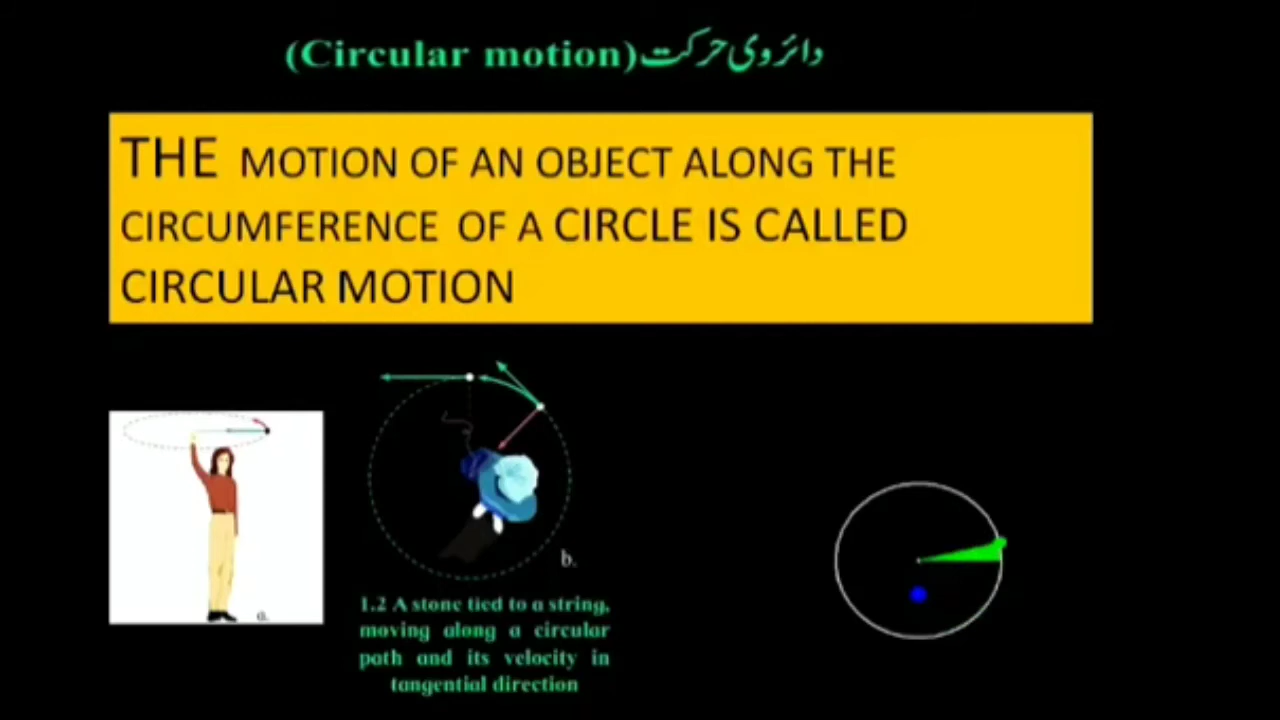 (Circular motion)دائروی حرکت
THE MOTION OF AN OBJECT ALONG THE
CIRCUMFERENCE OF A CIRCLE IS CALLED
CIRCULAR MOTION
a.
b.
1.2 A stone tied to a string,
moving along a circular
path and its velocity in
tangential direction